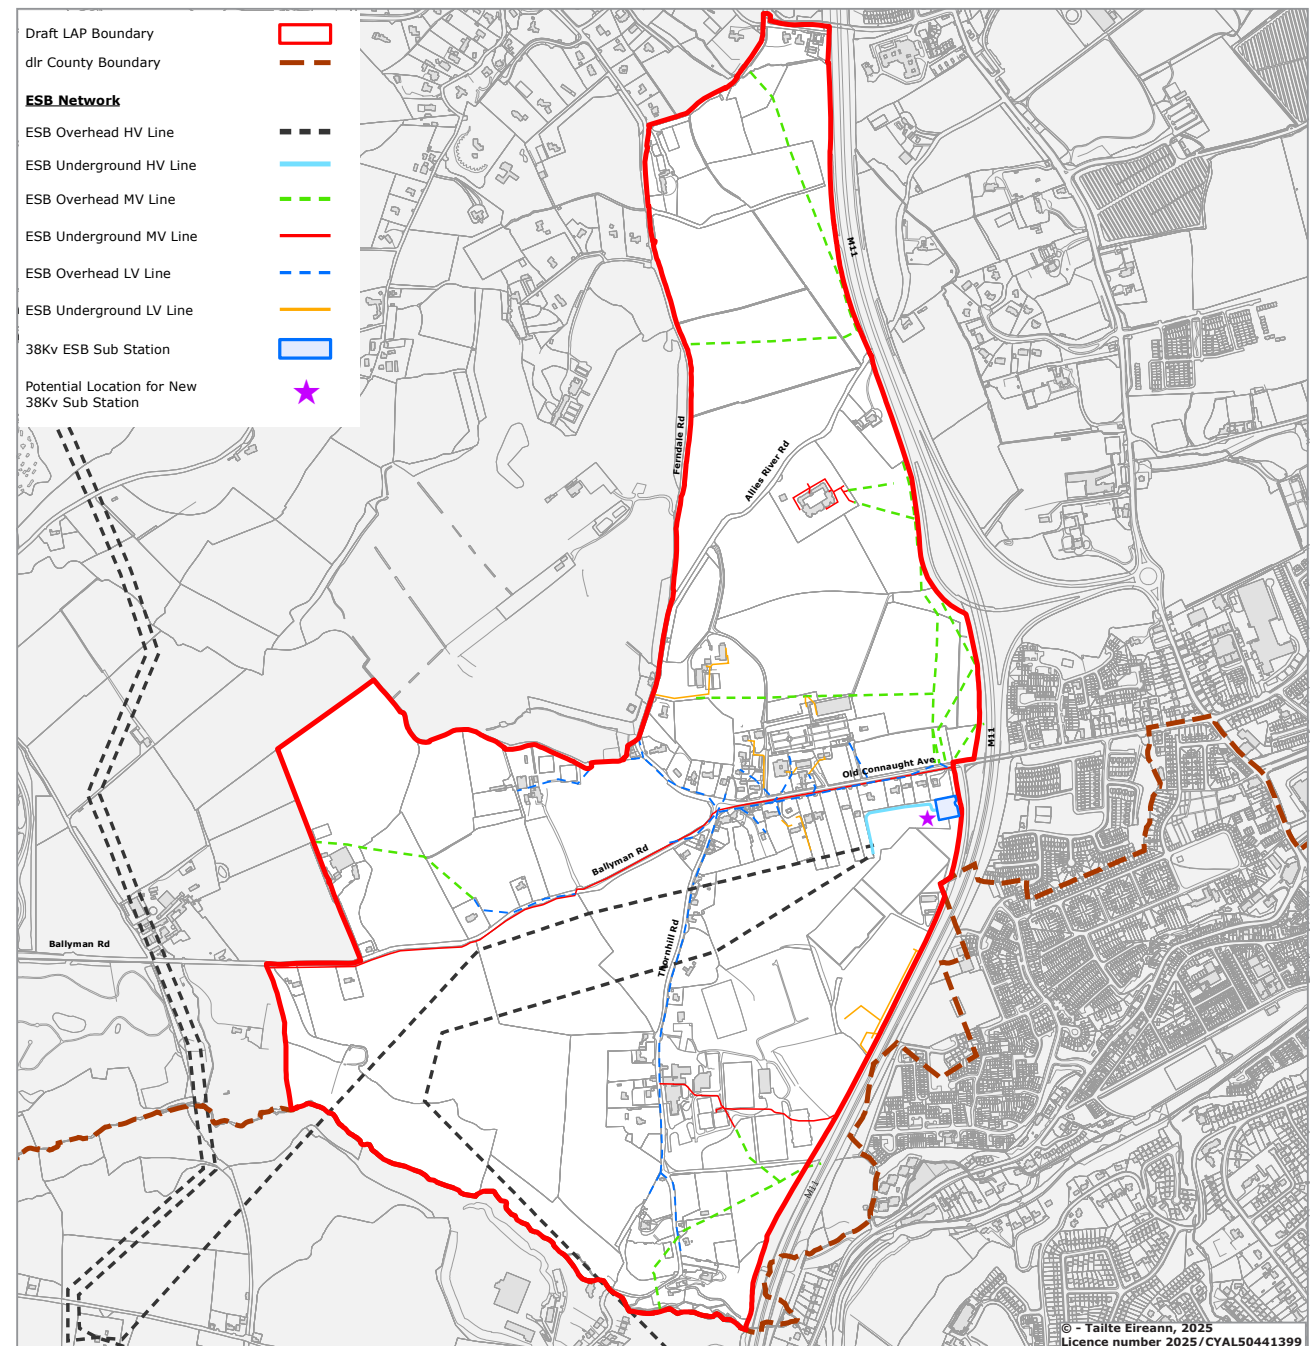 Draft LAP Boundary
dlr County Boundary
ESB Network
ESB Overhead HV Line
ESB Underground HV Line
ESB Overhead MV Line
ESB Underground MV Line
ESB Overhead LV Line
ESB Underground LV Line
38Kv ESB Sub Station
Potential Location for New
38Kv Sub Station
M11
Ferndale Rd
Allies River Rd
M11
Old Connaught Ave
Ballyman Rd
Thornhill Rd
Ballyman Rd
M11
© - Tailte Eireann, 2025
Licence number 2025/CYAL50441399